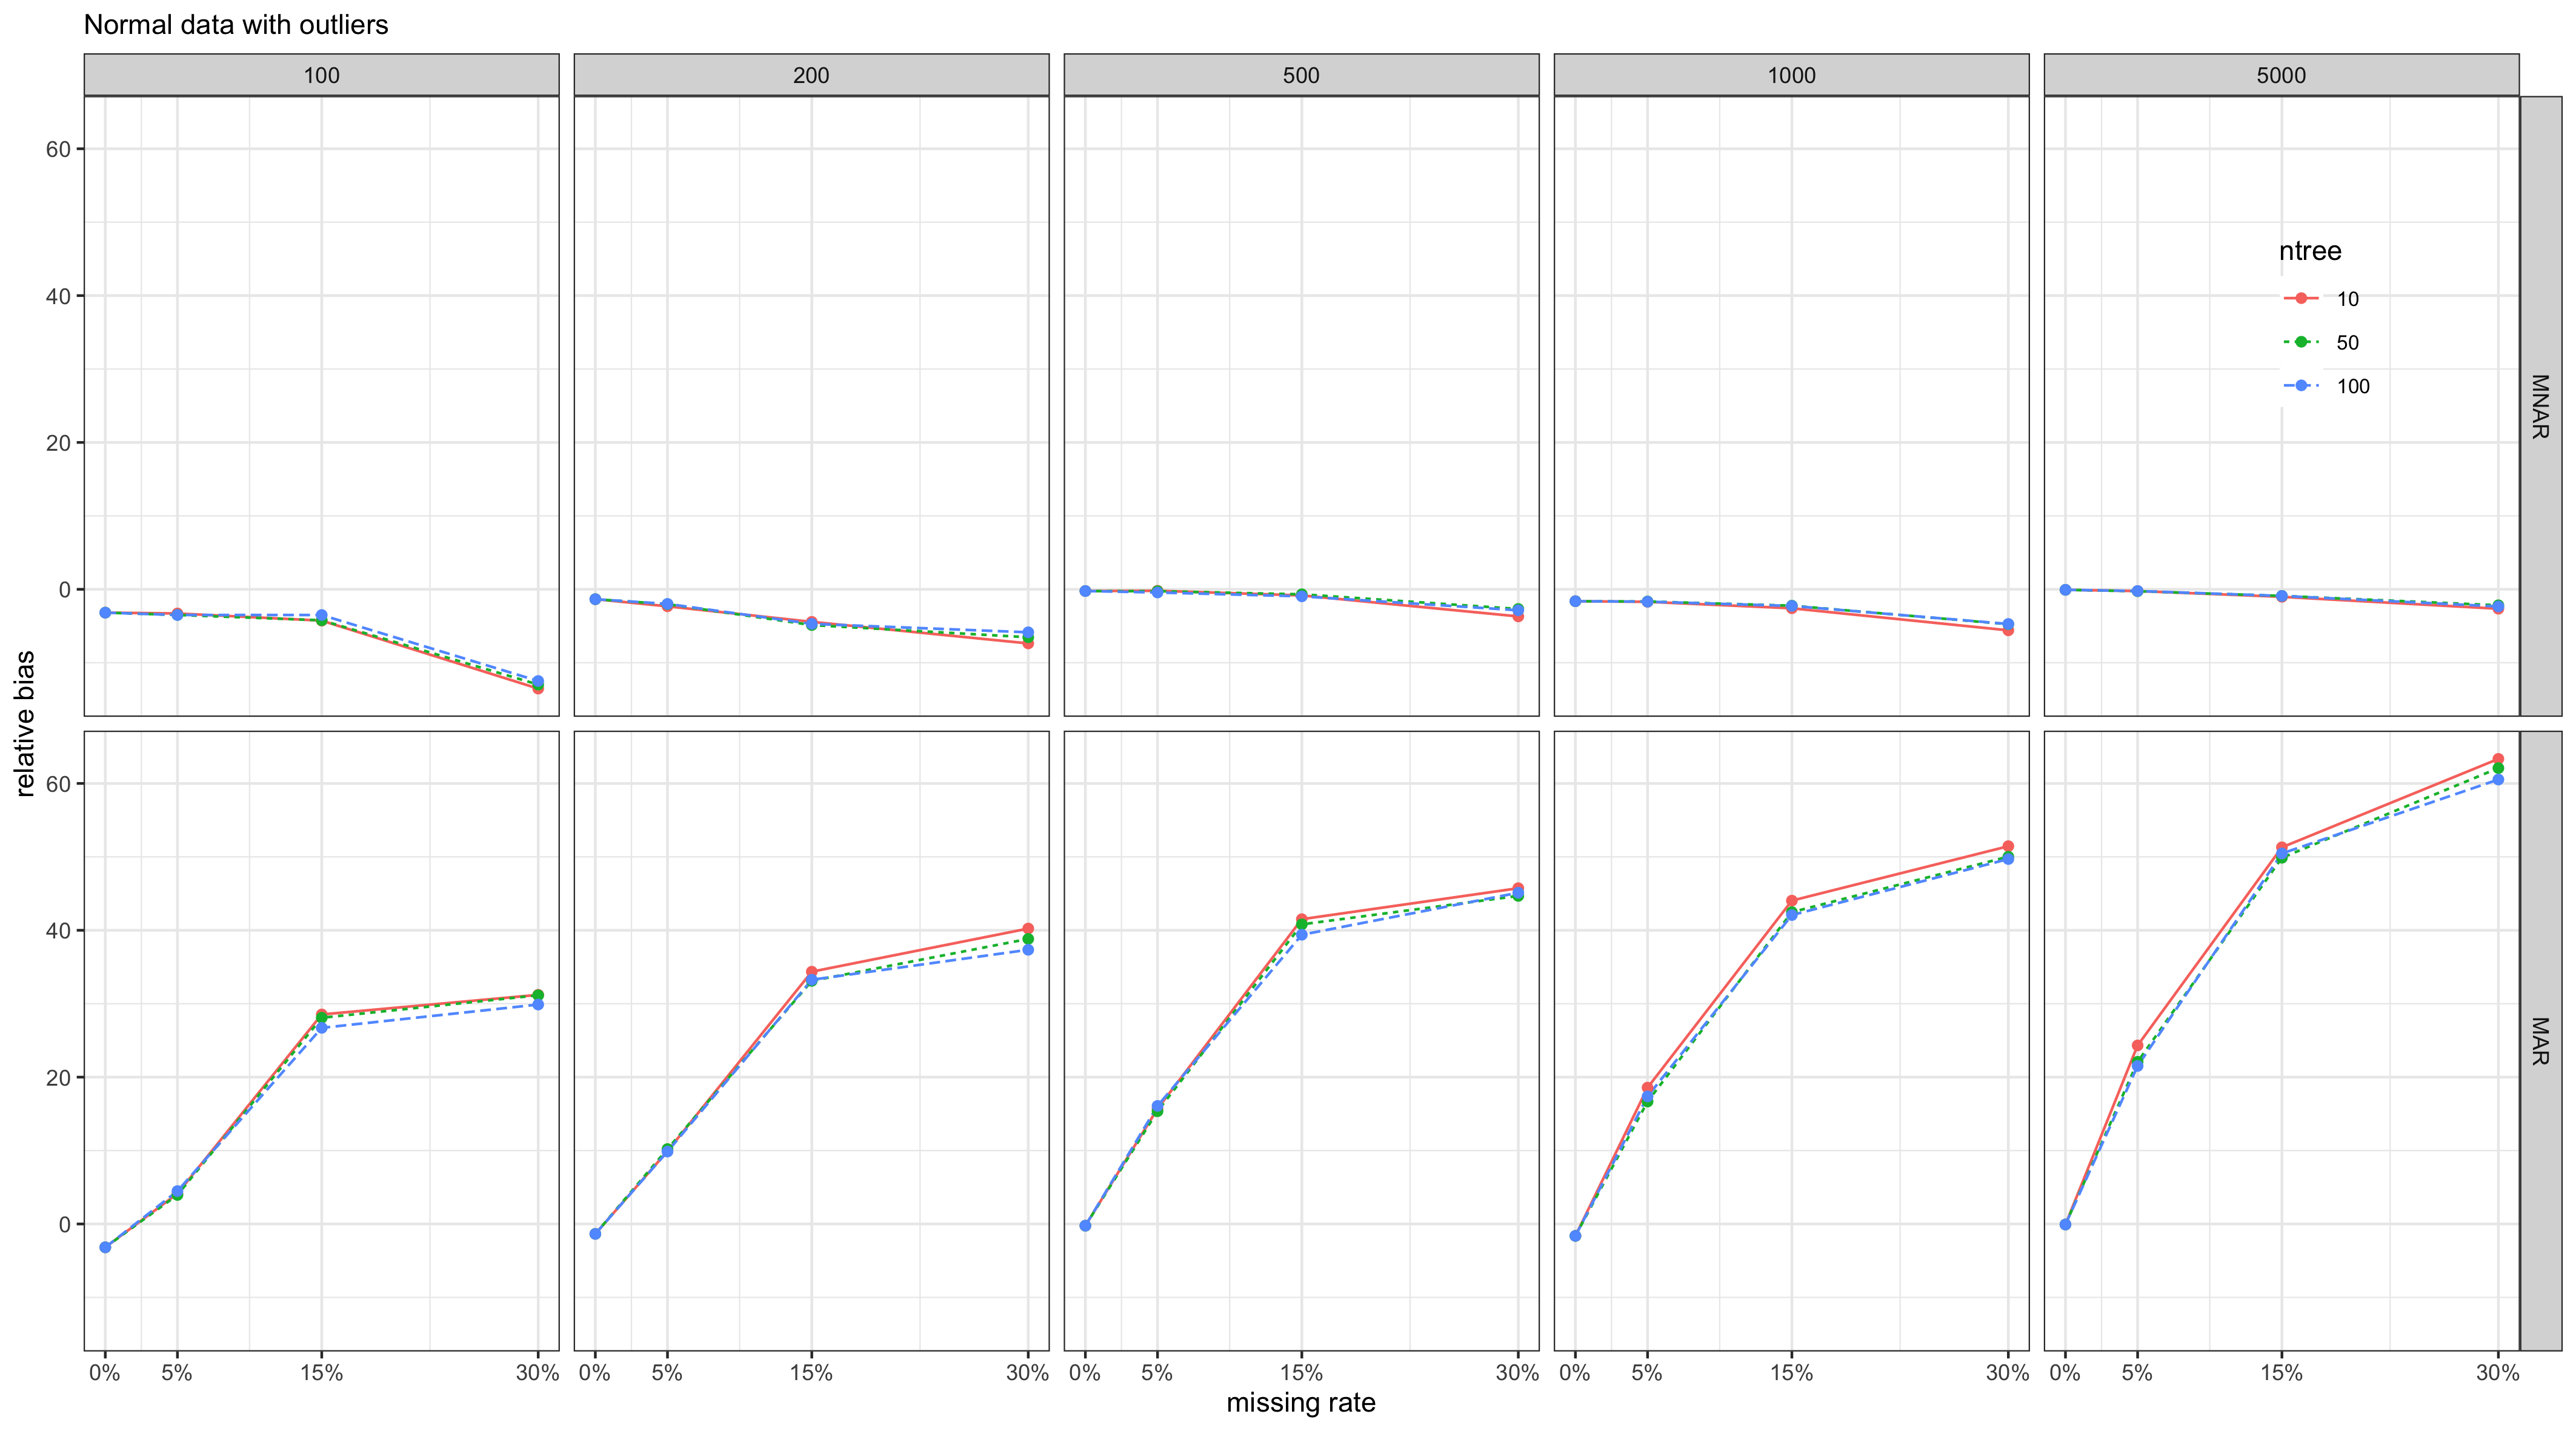 Normal data with outliers
100 200 500 1000 5000
60
40
20
0
ntree
10
50
100
MNAR
relative bias
60
40
20
0
MAR
0% 5% 15% 30% 0% 5% 15% 30% 0% 5% 15% 30% 0% 5% 15% 30% 0% 5% 15% 30%
missing rate